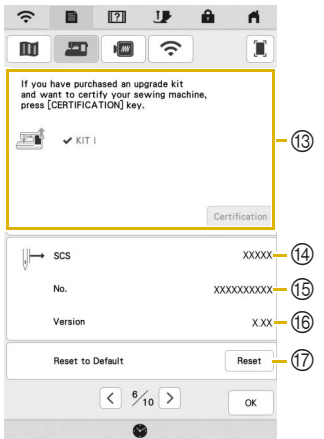 If you have purchased an upgrade kit
and want to certify your sewing machine,
press [CERTIFICATION] key.
✔ KIT I
⑬
Certification
SCS XXXXX ⑭
No. XXXXXXXXXX ⑮
Version X.XX ⑯
Reset to Default Reset ⑰
< 6/10 > OK